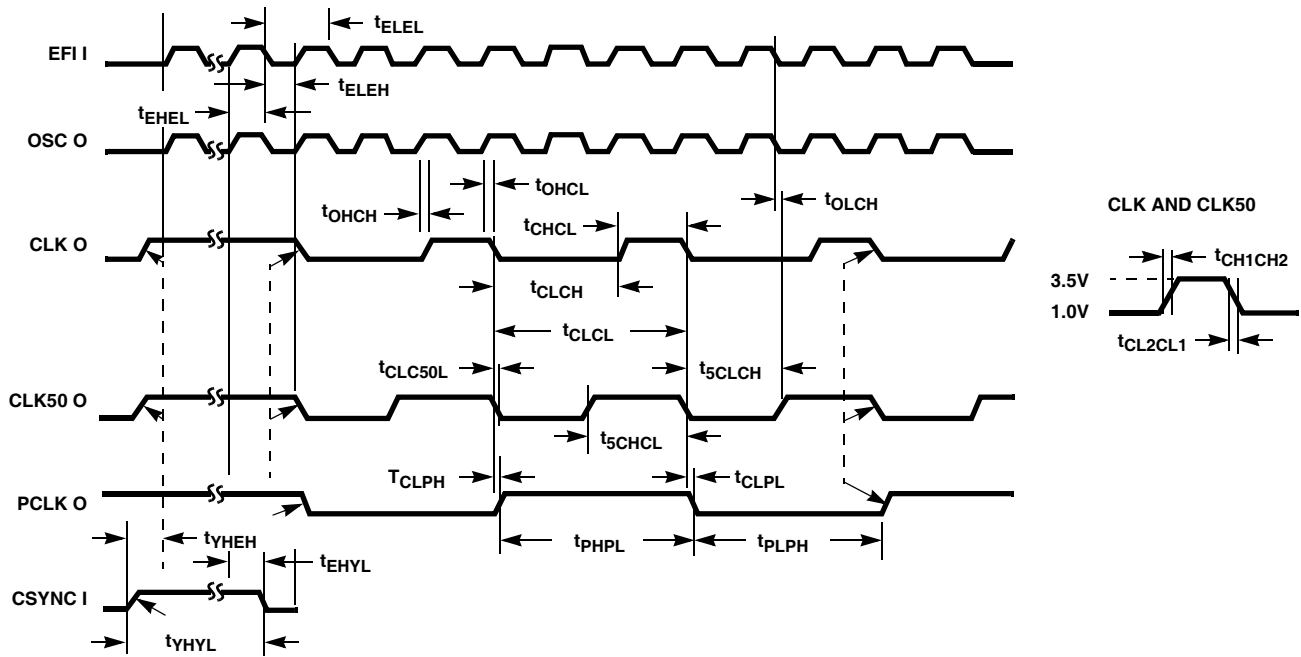 tELEL
EFI I
tELEH
tEHEL
OSC O
tOHCL
tOHCH
tOLCH
CLK AND CLK50
tCHCL
CLK O
tCH1CH2
3.5V
tCLCH
1.0V
tCLCL
tCL2CL1
tCLC50L
t5CLCH
CLK50 O
t5CHCL
TCLPH
tCLPL
PCLK O
tYHEH
tPHPL
tPLPH
tEHYL
CSYNC I
tYHYL